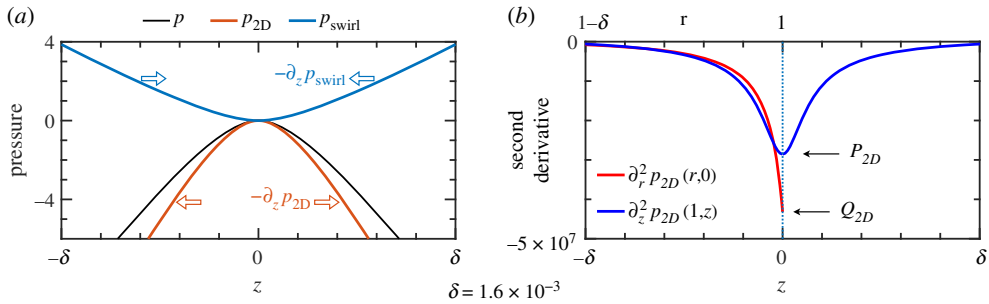 (a) — p — p2D — pswirl
4
0
−4
pressure
−∂z pswirl
−∂z p2D
−δ 0 δ
z
δ = 1.6 × 10−3
(b) 1−δ r 1
0
−5 × 10⁷
second
derivative
P2D
Q2D
∂r² p2D (r,0)
∂z² p2D (1,z)
−δ 0 δ
z